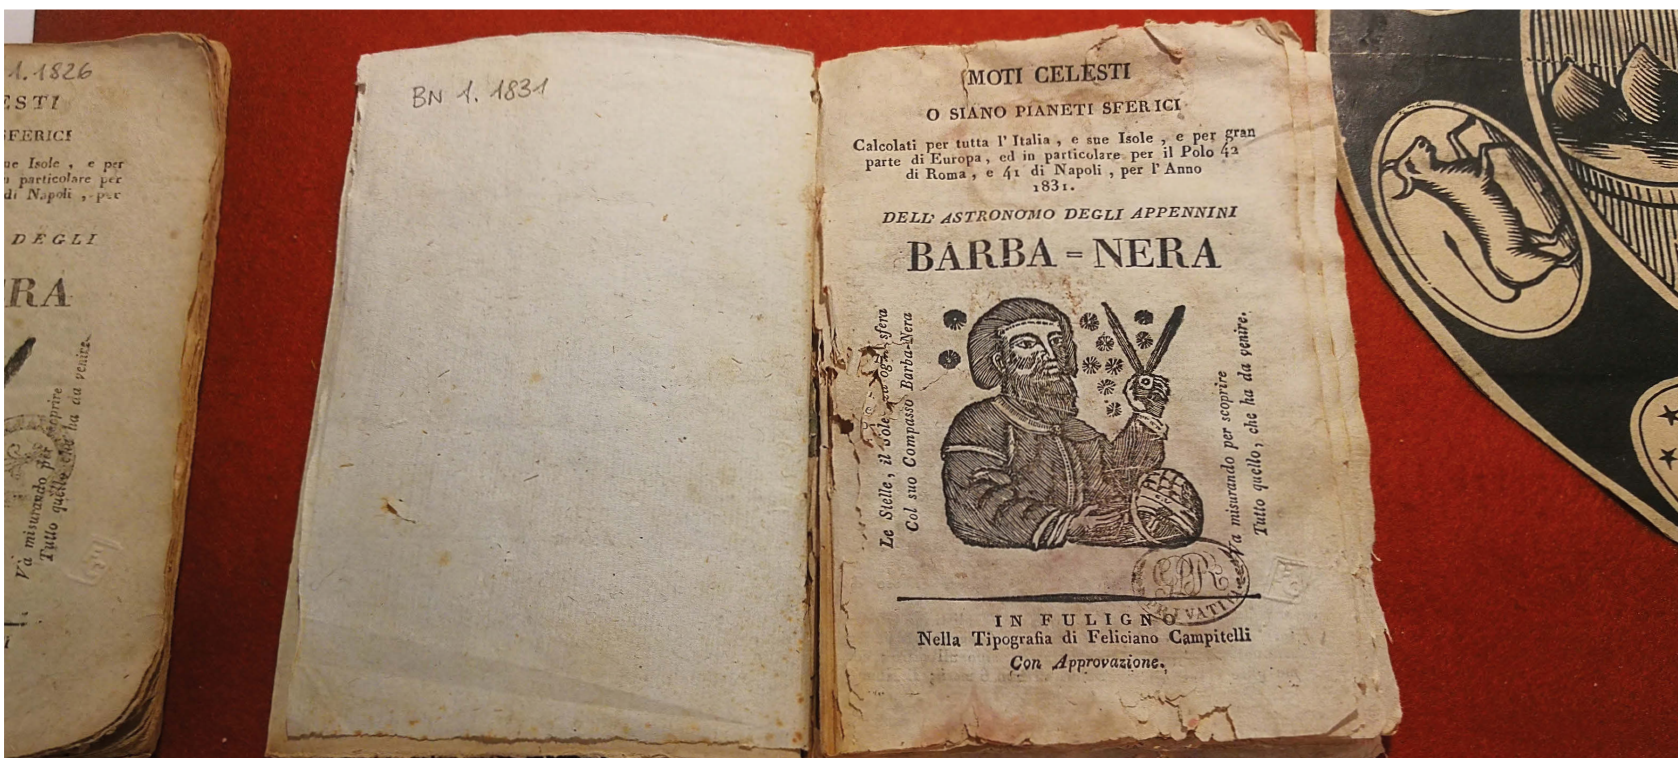 1.1826
ESTI
SFERICI
ue Isole , e per
n particolare per
di Napoli , per
DEGLI
RA
Và misurando per scoprire
Tutto quello, che ha da venire.
BN 1. 1831
MOTI CELESTI
O SIANO PIANETI SFERICI
Calcolati per tutta l' Italia , e sue Isole , e per gran
parte di Europa , ed in particolare per il Polo 42
di Roma , e 41 di Napoli , per l' Anno
1831.
DELL' ASTRONOMO DEGLI APPENNINI
BARBA = NERA
Le Stelle , il Sole ogni sfera
Col suo Compasso Barba-Nera
Va misurando per scoprire
Tutto quello , che ha da venire.
PRIVATI
IN FULIGNO
Nella Tipografia di Feliciano Campitelli
Con Approvazione.